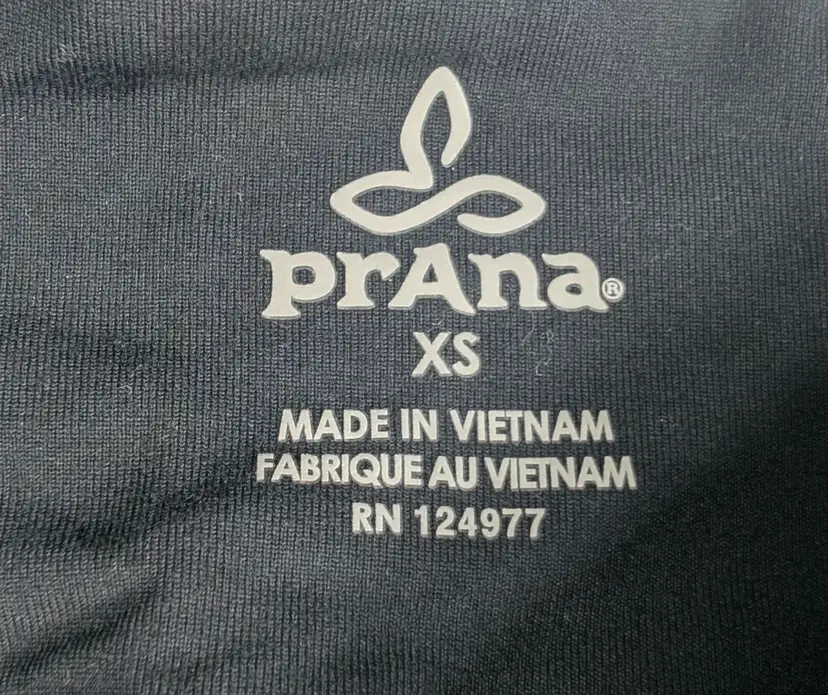 prAna®
XS
MADE IN VIETNAM
FABRIQUE AU VIETNAM
RN 124977